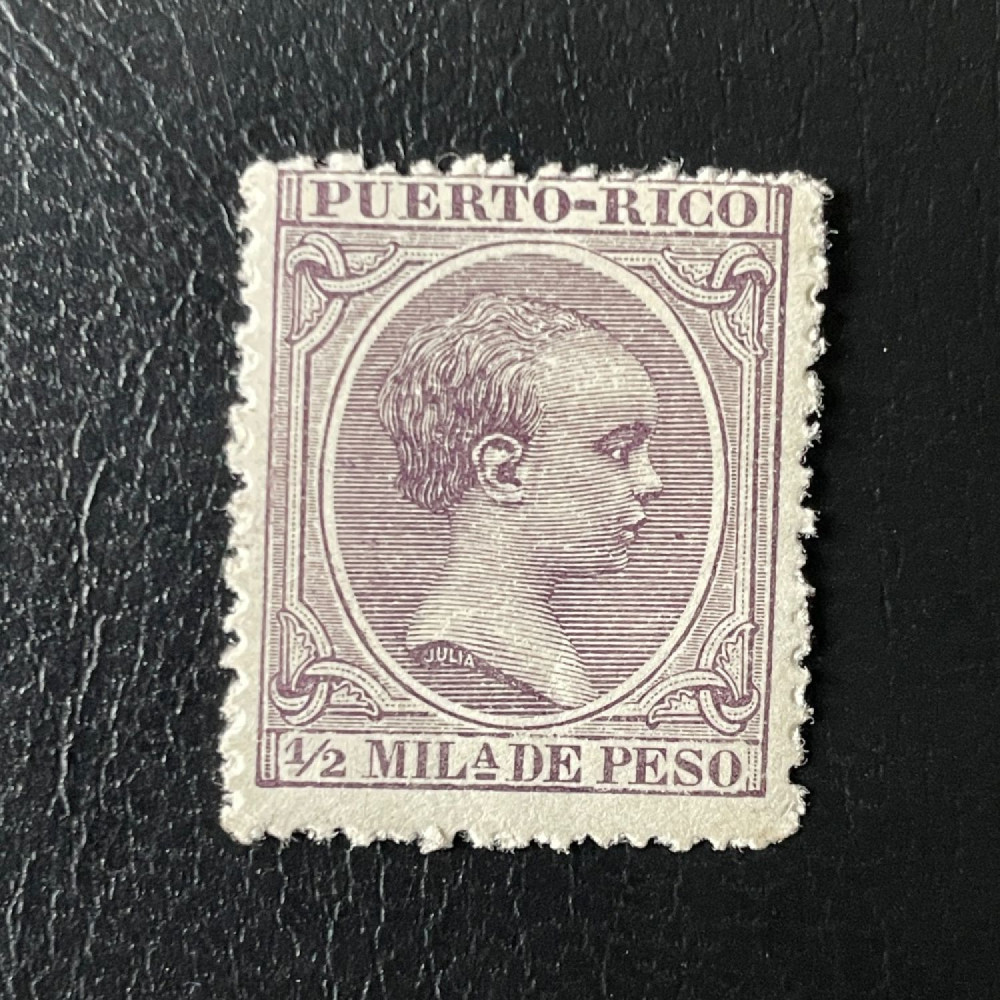 PUERTO-RICO
JULIA
1/2 MILA DE PESO